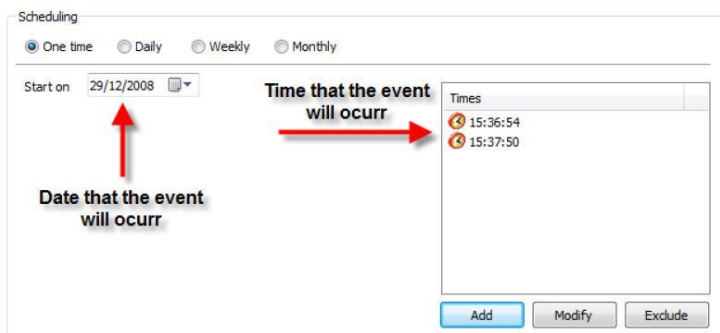 Scheduling
One time Daily Weekly Monthly
Start on 29/12/2008
Time that the event
will ocurr
Times
15:36:54
15:37:50
Date that the event
will ocurr
Add Modify Exclude